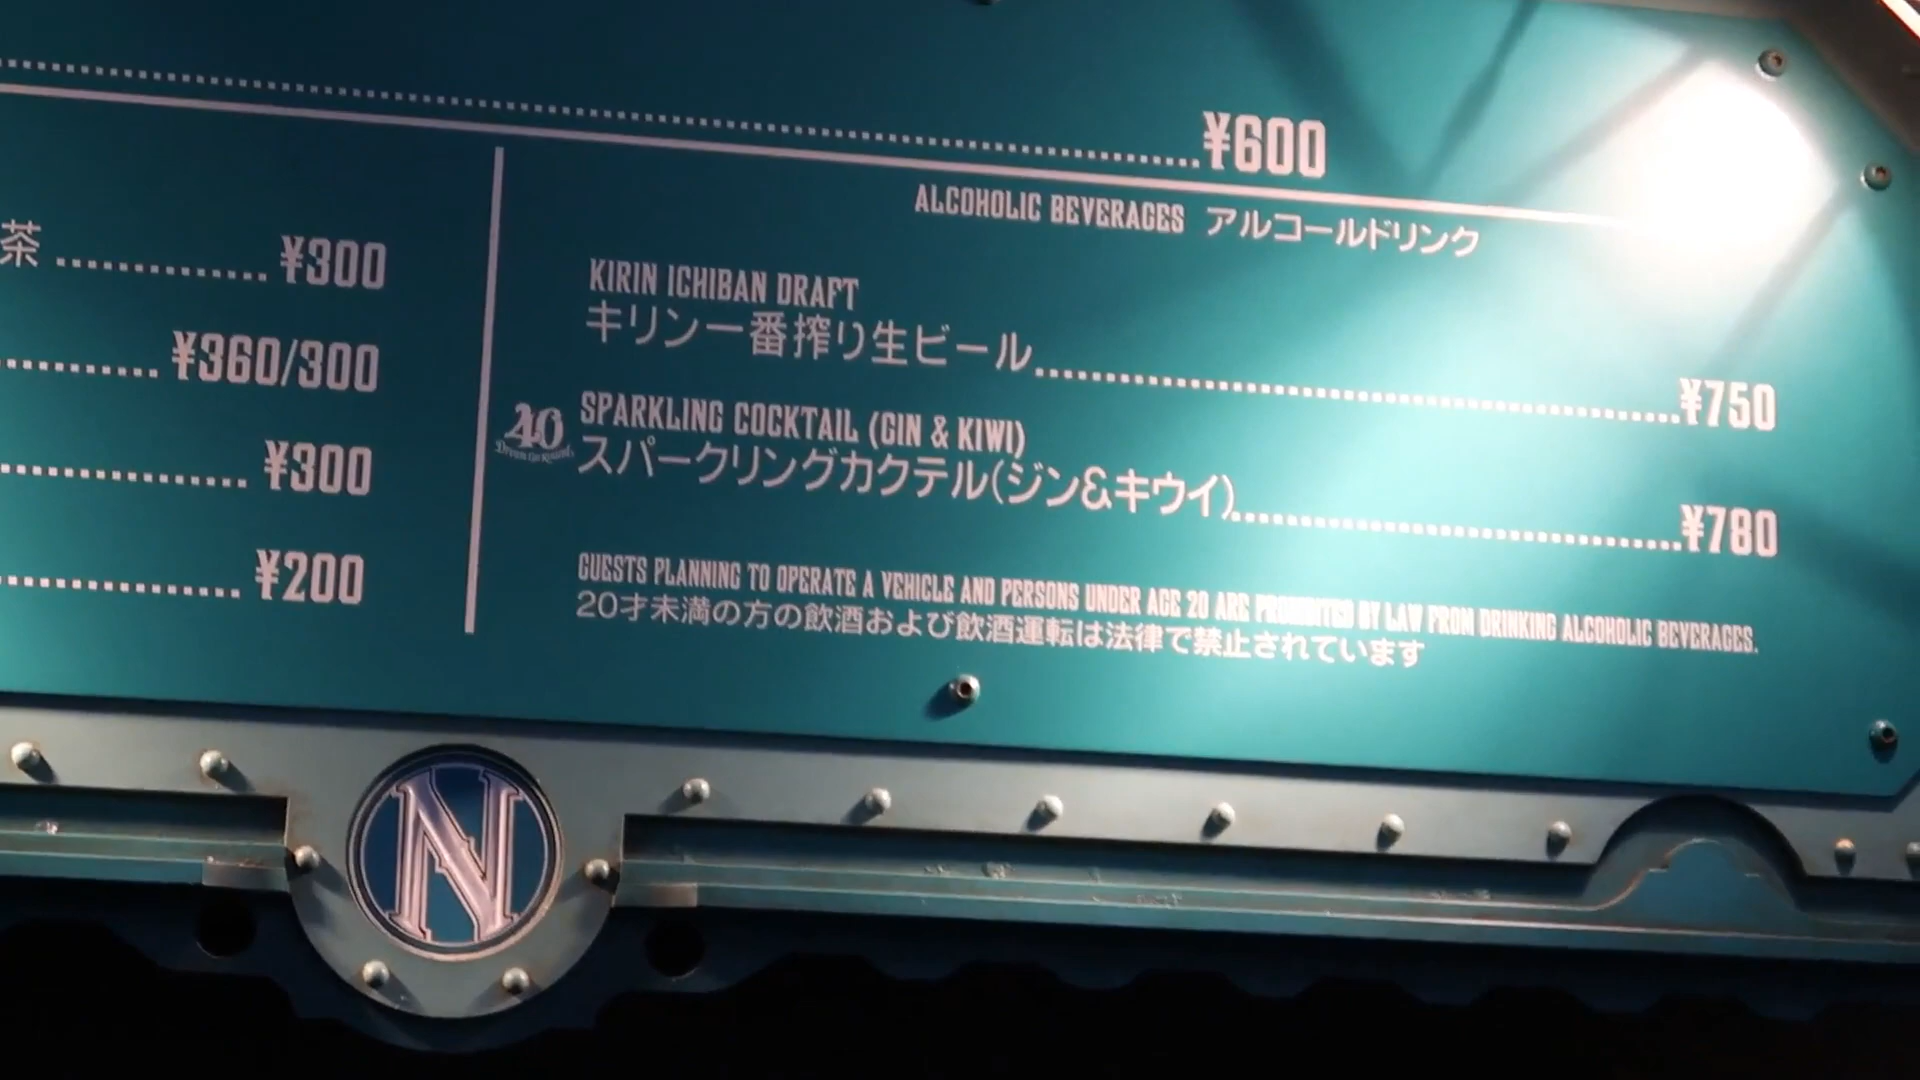 ¥600
茶 ¥300
¥360/300
¥300
¥200
ALCOHOLIC BEVERAGES アルコールドリンク
KIRIN ICHIBAN DRAFT
キリン一番搾り生ビール ¥750
40
SPARKLING COCKTAIL (GIN & KIWI)
スパークリングカクテル(ジン&キウイ) ¥780
GUESTS PLANNING TO OPERATE A VEHICLE AND PERSONS UNDER AGE 20 ARE PROHIBITED BY LAW FROM DRINKING ALCOHOLIC BEVERAGES.
20才未満の方の飲酒および飲酒運転は法律で禁止されています
N